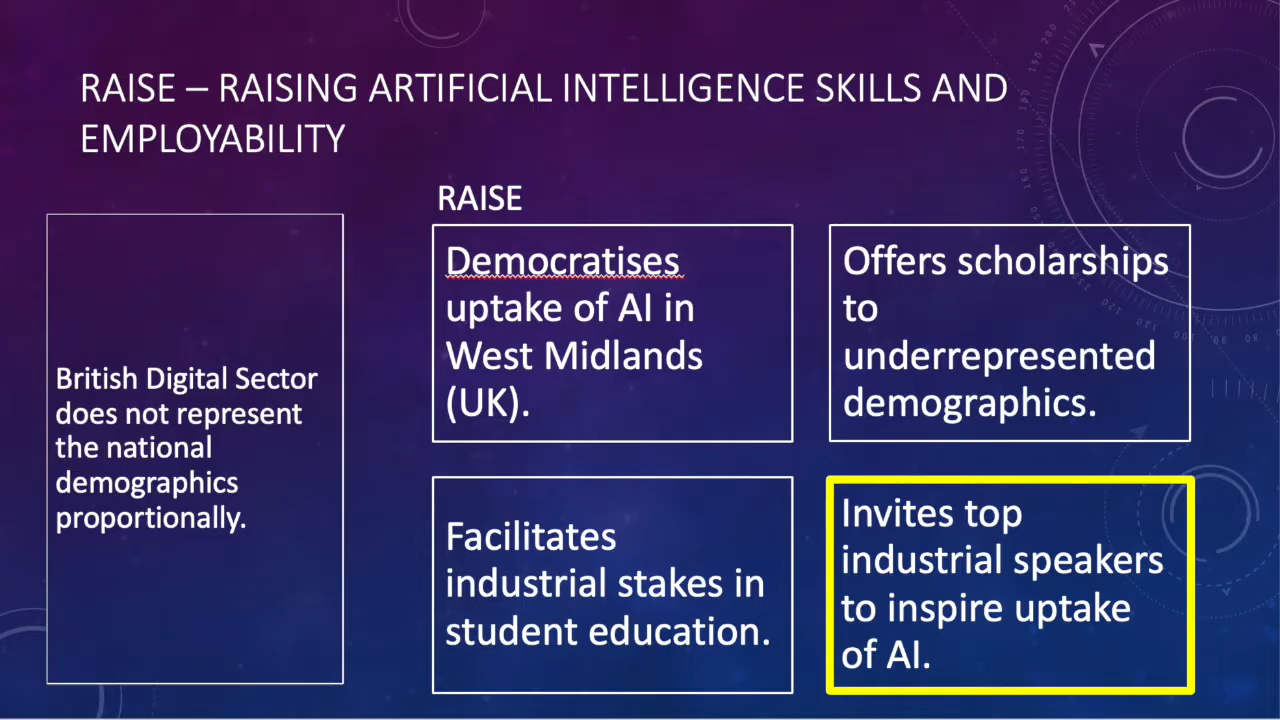 RAISE – RAISING ARTIFICIAL INTELLIGENCE SKILLS AND
EMPLOYABILITY
British Digital Sector
does not represent
the national
demographics
proportionally.
RAISE
Democratises
uptake of AI in
West Midlands
(UK).
Offers scholarships
to
underrepresented
demographics.
Facilitates
industrial stakes in
student education.
Invites top
industrial speakers
to inspire uptake
of AI.